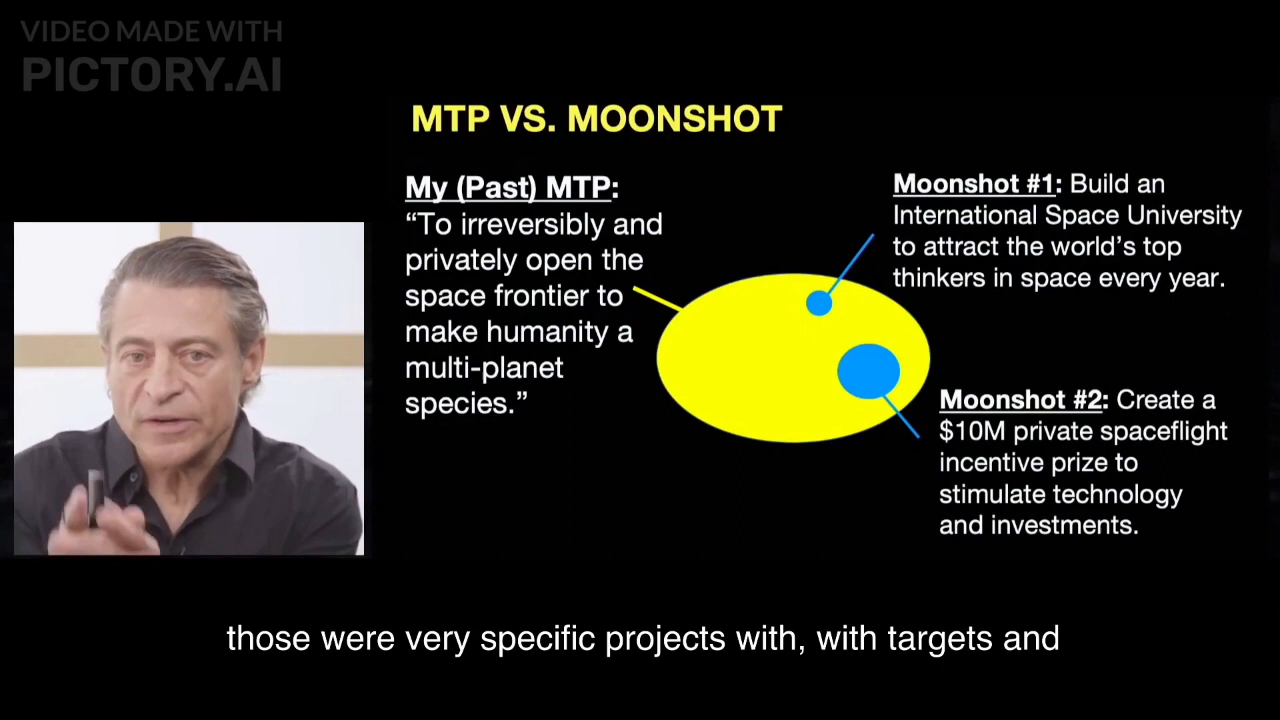 VIDEO MADE WITH
PICTORY.AI
MTP VS. MOONSHOT
My (Past) MTP:
“To irreversibly and
privately open the
space frontier to
make humanity a
multi-planet
species.”
Moonshot #1: Build an
International Space University
to attract the world’s top
thinkers in space every year.
Moonshot #2: Create a
$10M private spaceflight
incentive prize to
stimulate technology
and investments.
those were very specific projects with, with targets and